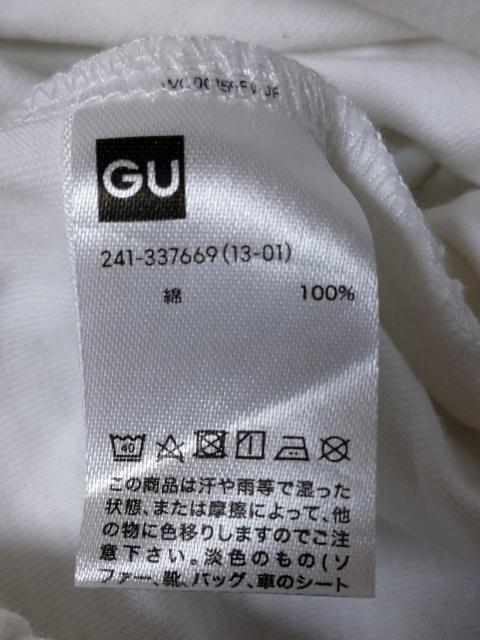 GU
241-337669(13-01)
綿 100%
40
この商品は汗や雨等で湿った
状態、または摩擦によって、他
の物に色移りしますのでご注
意下さい。淡色のもの(ソ
ファー、靴、バッグ、車のシート